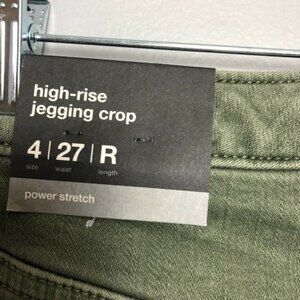 high-rise
jegging crop
4 | 27 | R
size waist length
power stretch